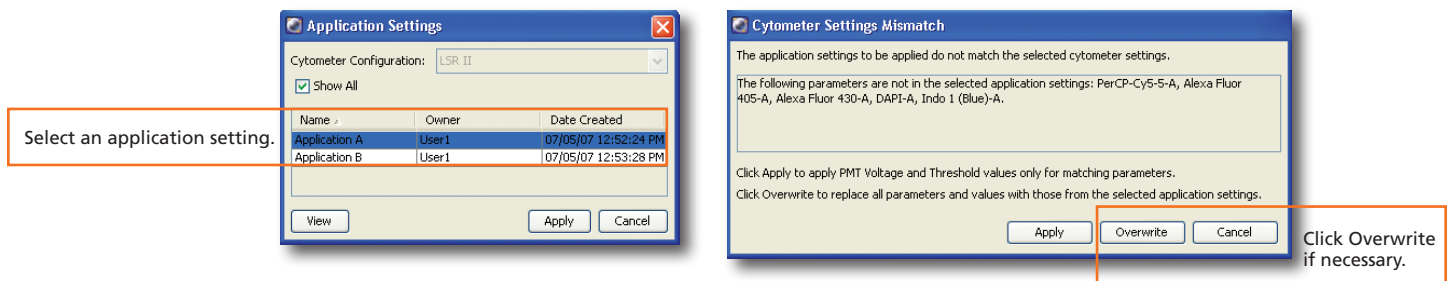 Select an application setting.
Application Settings
Cytometer Configuration: LSR II
Show All
Name Owner Date Created
Application A User1 07/05/07 12:52:24 PM
Application B User1 07/05/07 12:53:28 PM
View Apply Cancel
Cytometer Settings Mismatch
The application settings to be applied do not match the selected cytometer settings.
The following parameters are not in the selected application settings: PerCP-Cy5-5-A, Alexa Fluor
405-A, Alexa Fluor 430-A, DAPI-A, Indo 1 (Blue)-A.
Click Apply to apply PMT Voltage and Threshold values only for matching parameters.
Click Overwrite to replace all parameters and values with those from the selected application settings.
Apply Overwrite Cancel
Click Overwrite
if necessary.